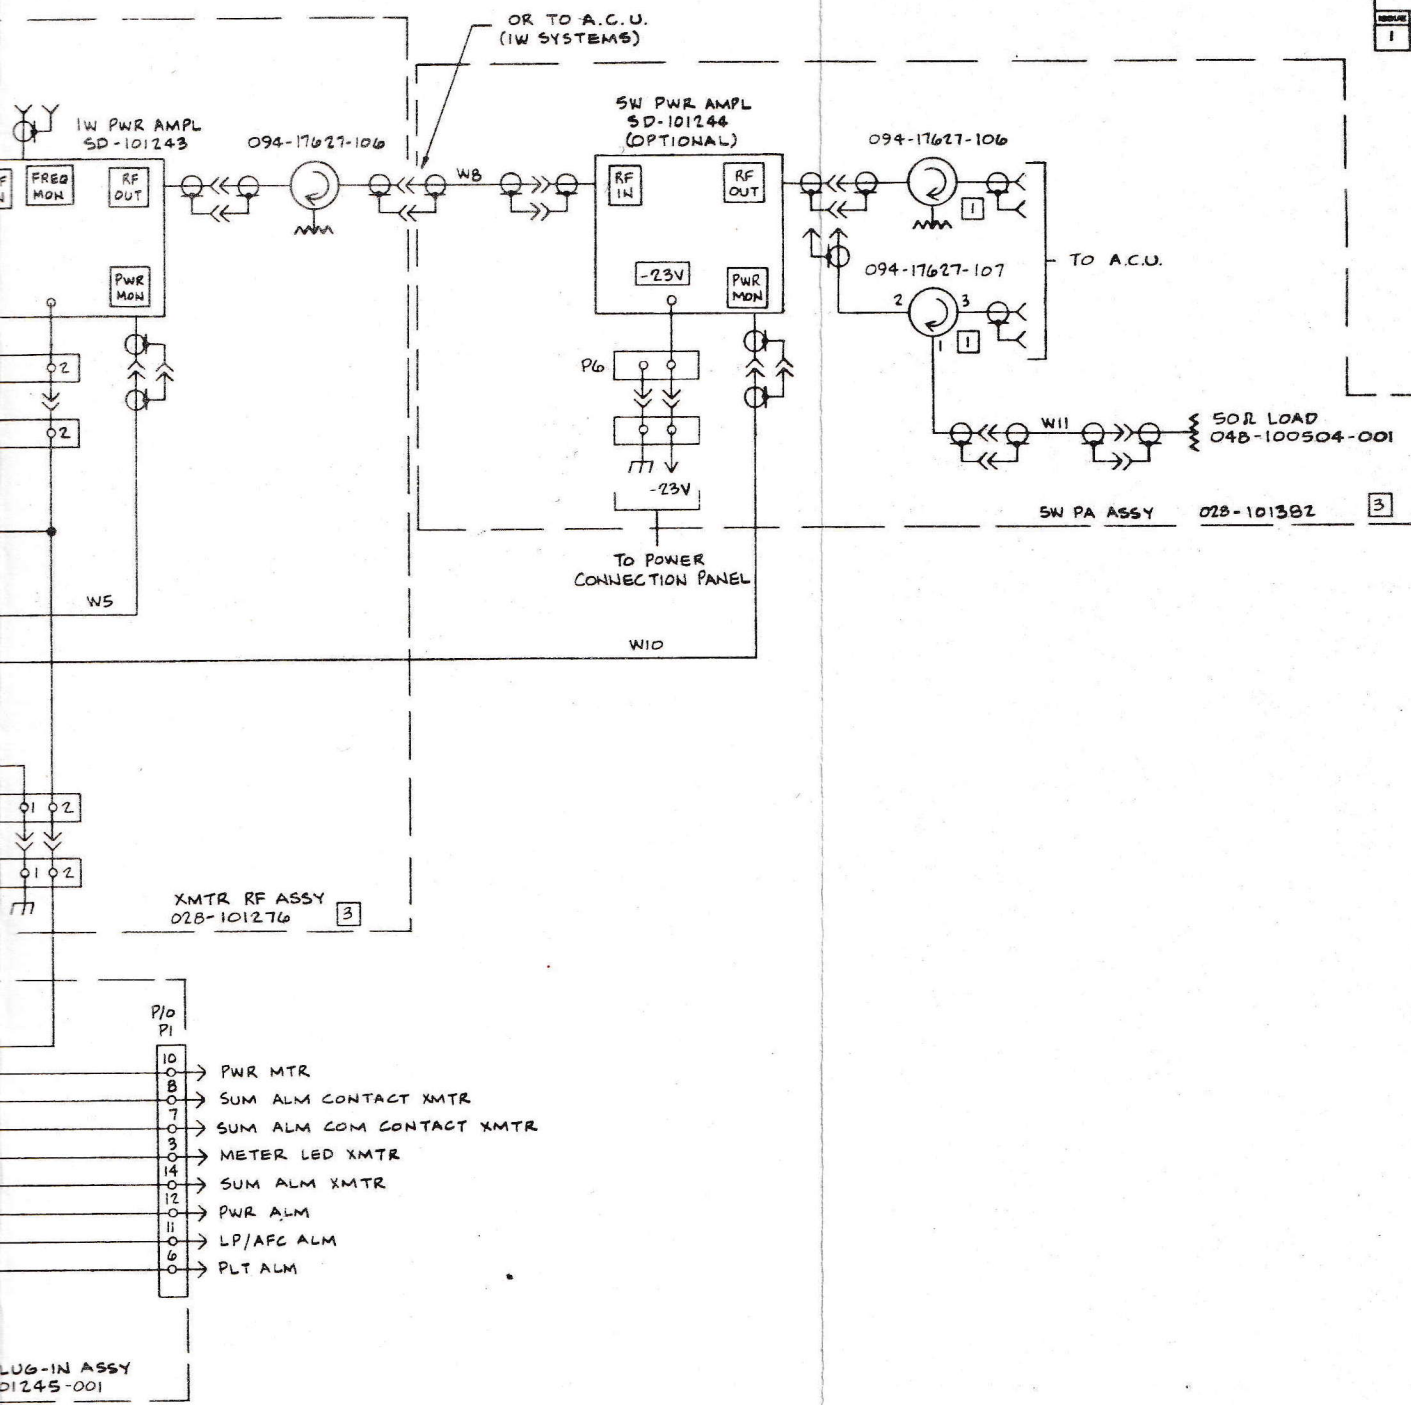 OR TO A.C.U.
(1W SYSTEMS)
ISSUE
1
1W PWR AMPL
SD-101243
094-17627-106
5W PWR AMPL
SD-101244
(OPTIONAL)
094-17627-106
FREQ
MON
RF
OUT
W8
RF
IN
RF
OUT
1
PWR
MON
-23V
PWR
MON
094-17627-107
TO A.C.U.
2
3
1
1
2
P6
2
W11
50Ω LOAD
048-100504-001
-23V
5W PA ASSY 028-101382
3
TO POWER
CONNECTION PANEL
W5
W10
1 2
1 2
XMTR RF ASSY
028-101276
3
P/O
P1
10
PWR MTR
8
SUM ALM CONTACT XMTR
7
SUM ALM COM CONTACT XMTR
3
METER LED XMTR
14
SUM ALM XMTR
12
PWR ALM
11
LP/AFC ALM
6
PLT ALM
LUG-IN ASSY
01245-001